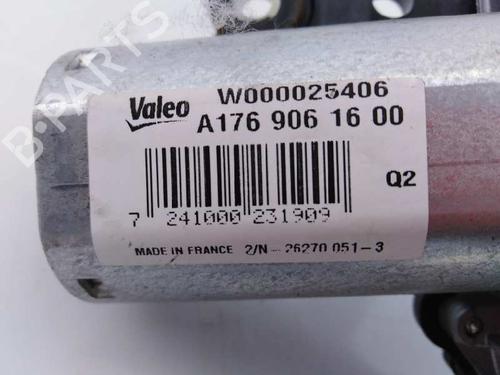 B-PARTS
Valeo
W000025406
A176 906 16 00
Q2
7 241000 231909
MADE IN FRANCE 2/N - 26270 051-3